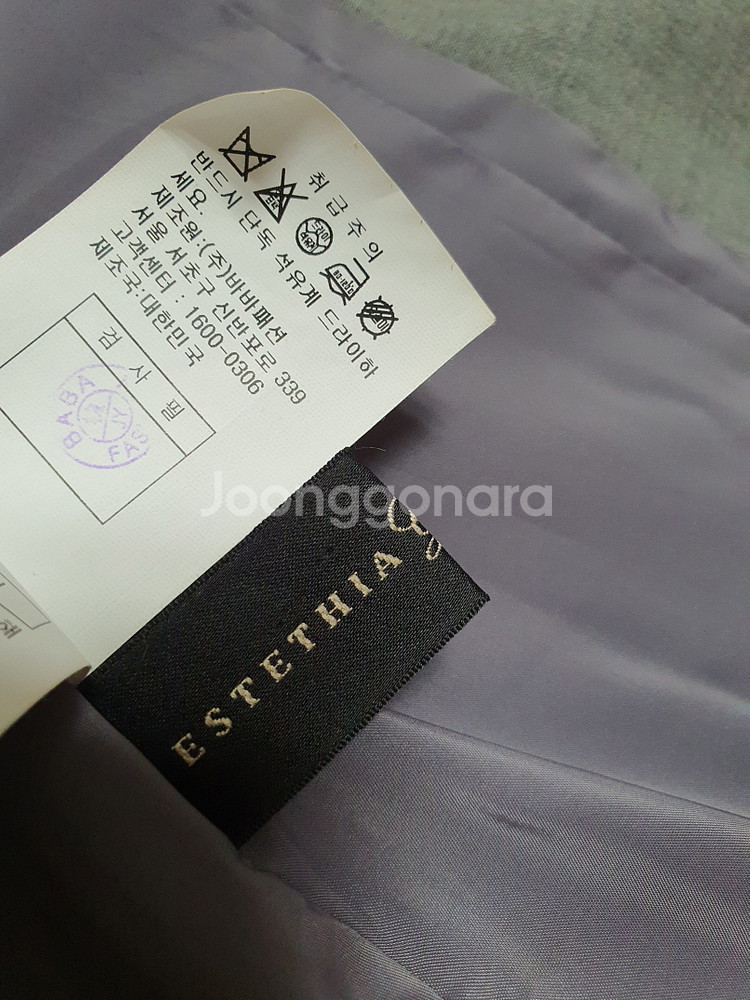 취급주의
반드시 단독 석유계 드라이하
세요.
제조원:(주)바바패션
서울 서초구 신반포로 339
고객센터 : 1600-0306
제조국:대한민국
검사필
BABA
FAS
Joonggonara
ESTETHIA